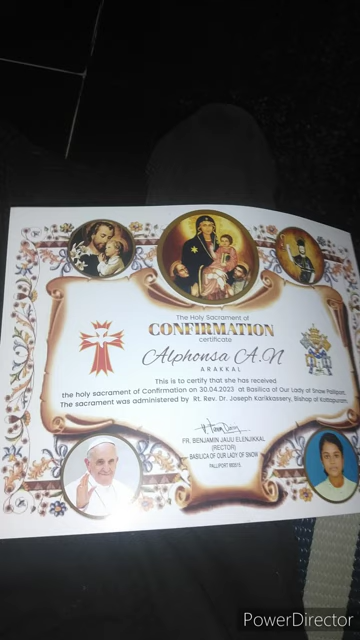 The Holy Sacrament of
CONFIRMATION
certificate
Alphonsa A.N
ARAKKAL
This is to certify that she has received
the holy sacrament of Confirmation on 30.04.2023 at Basilica of Our Lady of Snow Palliport.
The sacrament was administered by Rt. Rev. Dr. Joseph Karikkassery, Bishop of Kottapuram.
FR. BENJAMIN JAIJU ELENJIKKAL
(RECTOR)
BASILICA OF OUR LADY OF SNOW
PALLIPORT 683515
PowerDirector